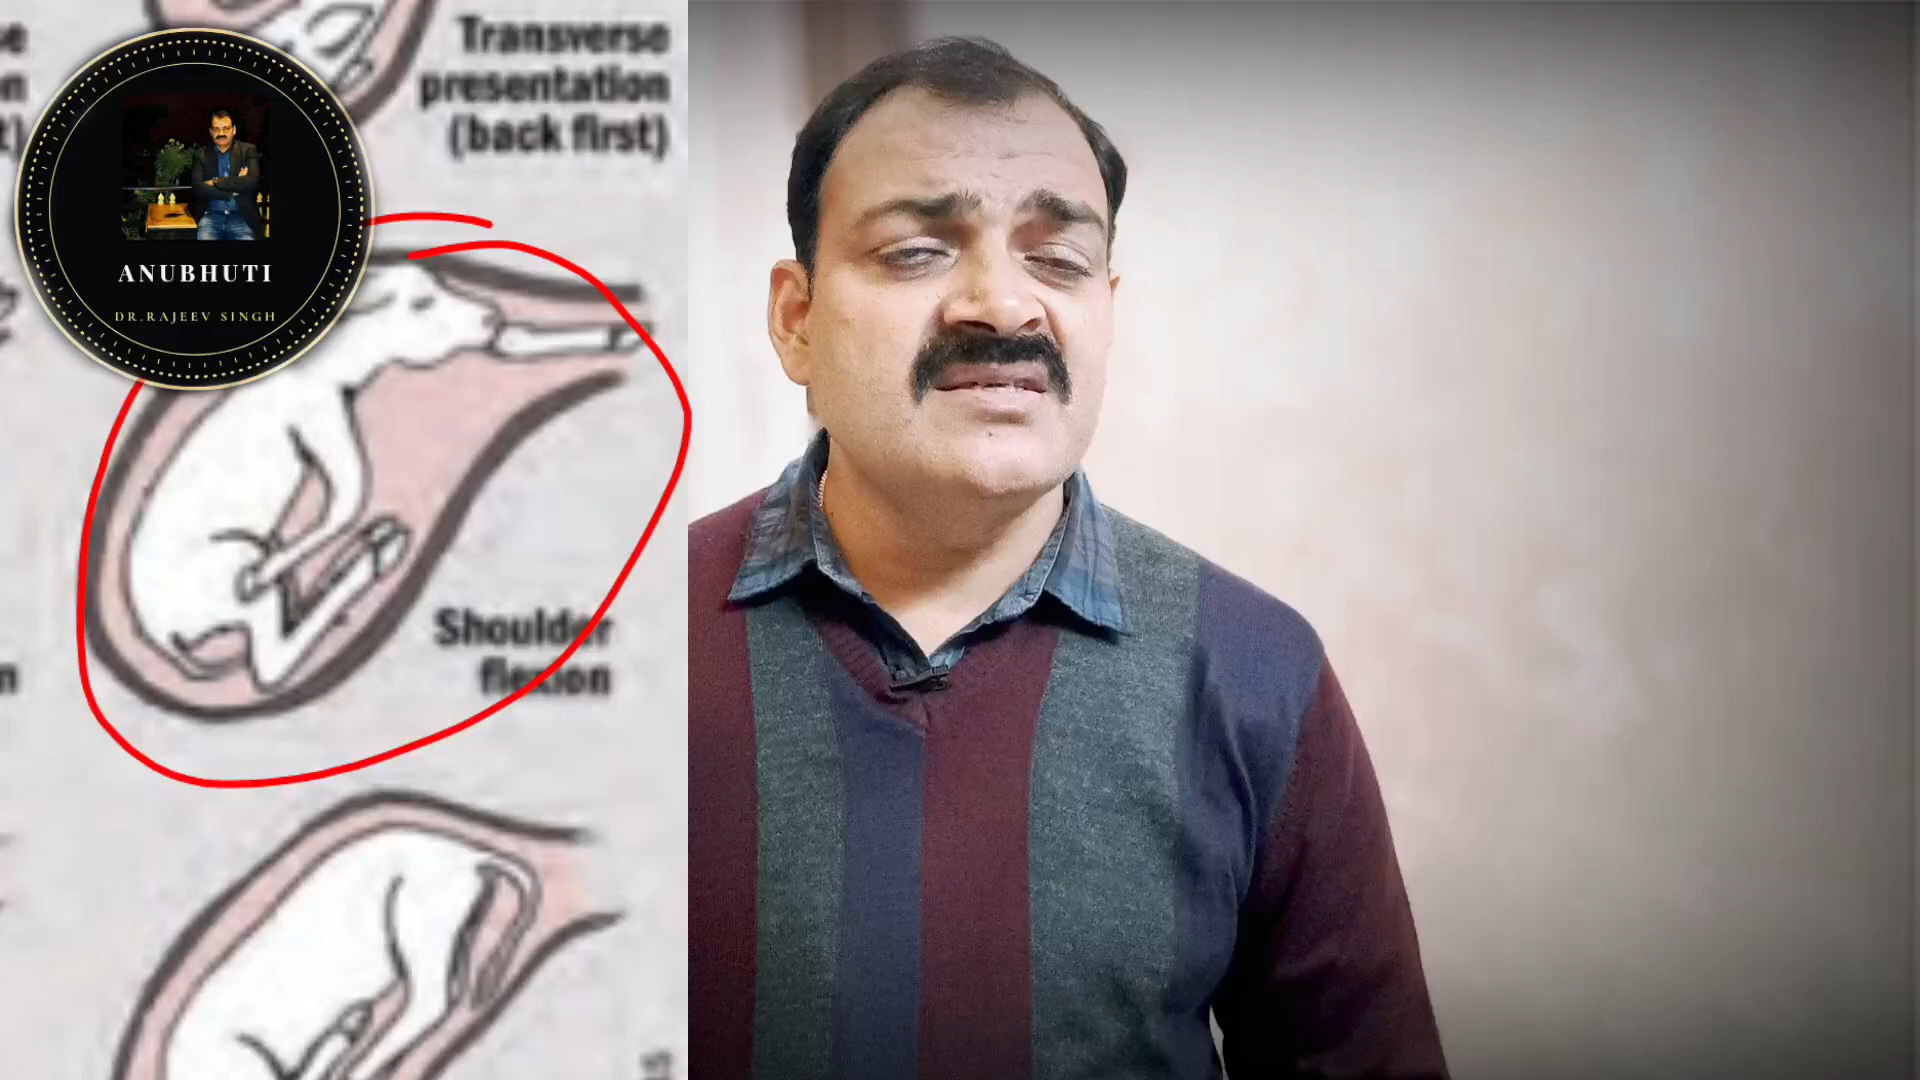 Transverse
presentation
(back first)
ANUBHUTI
DR.RAJEEV SINGH
Shoulder
flexion